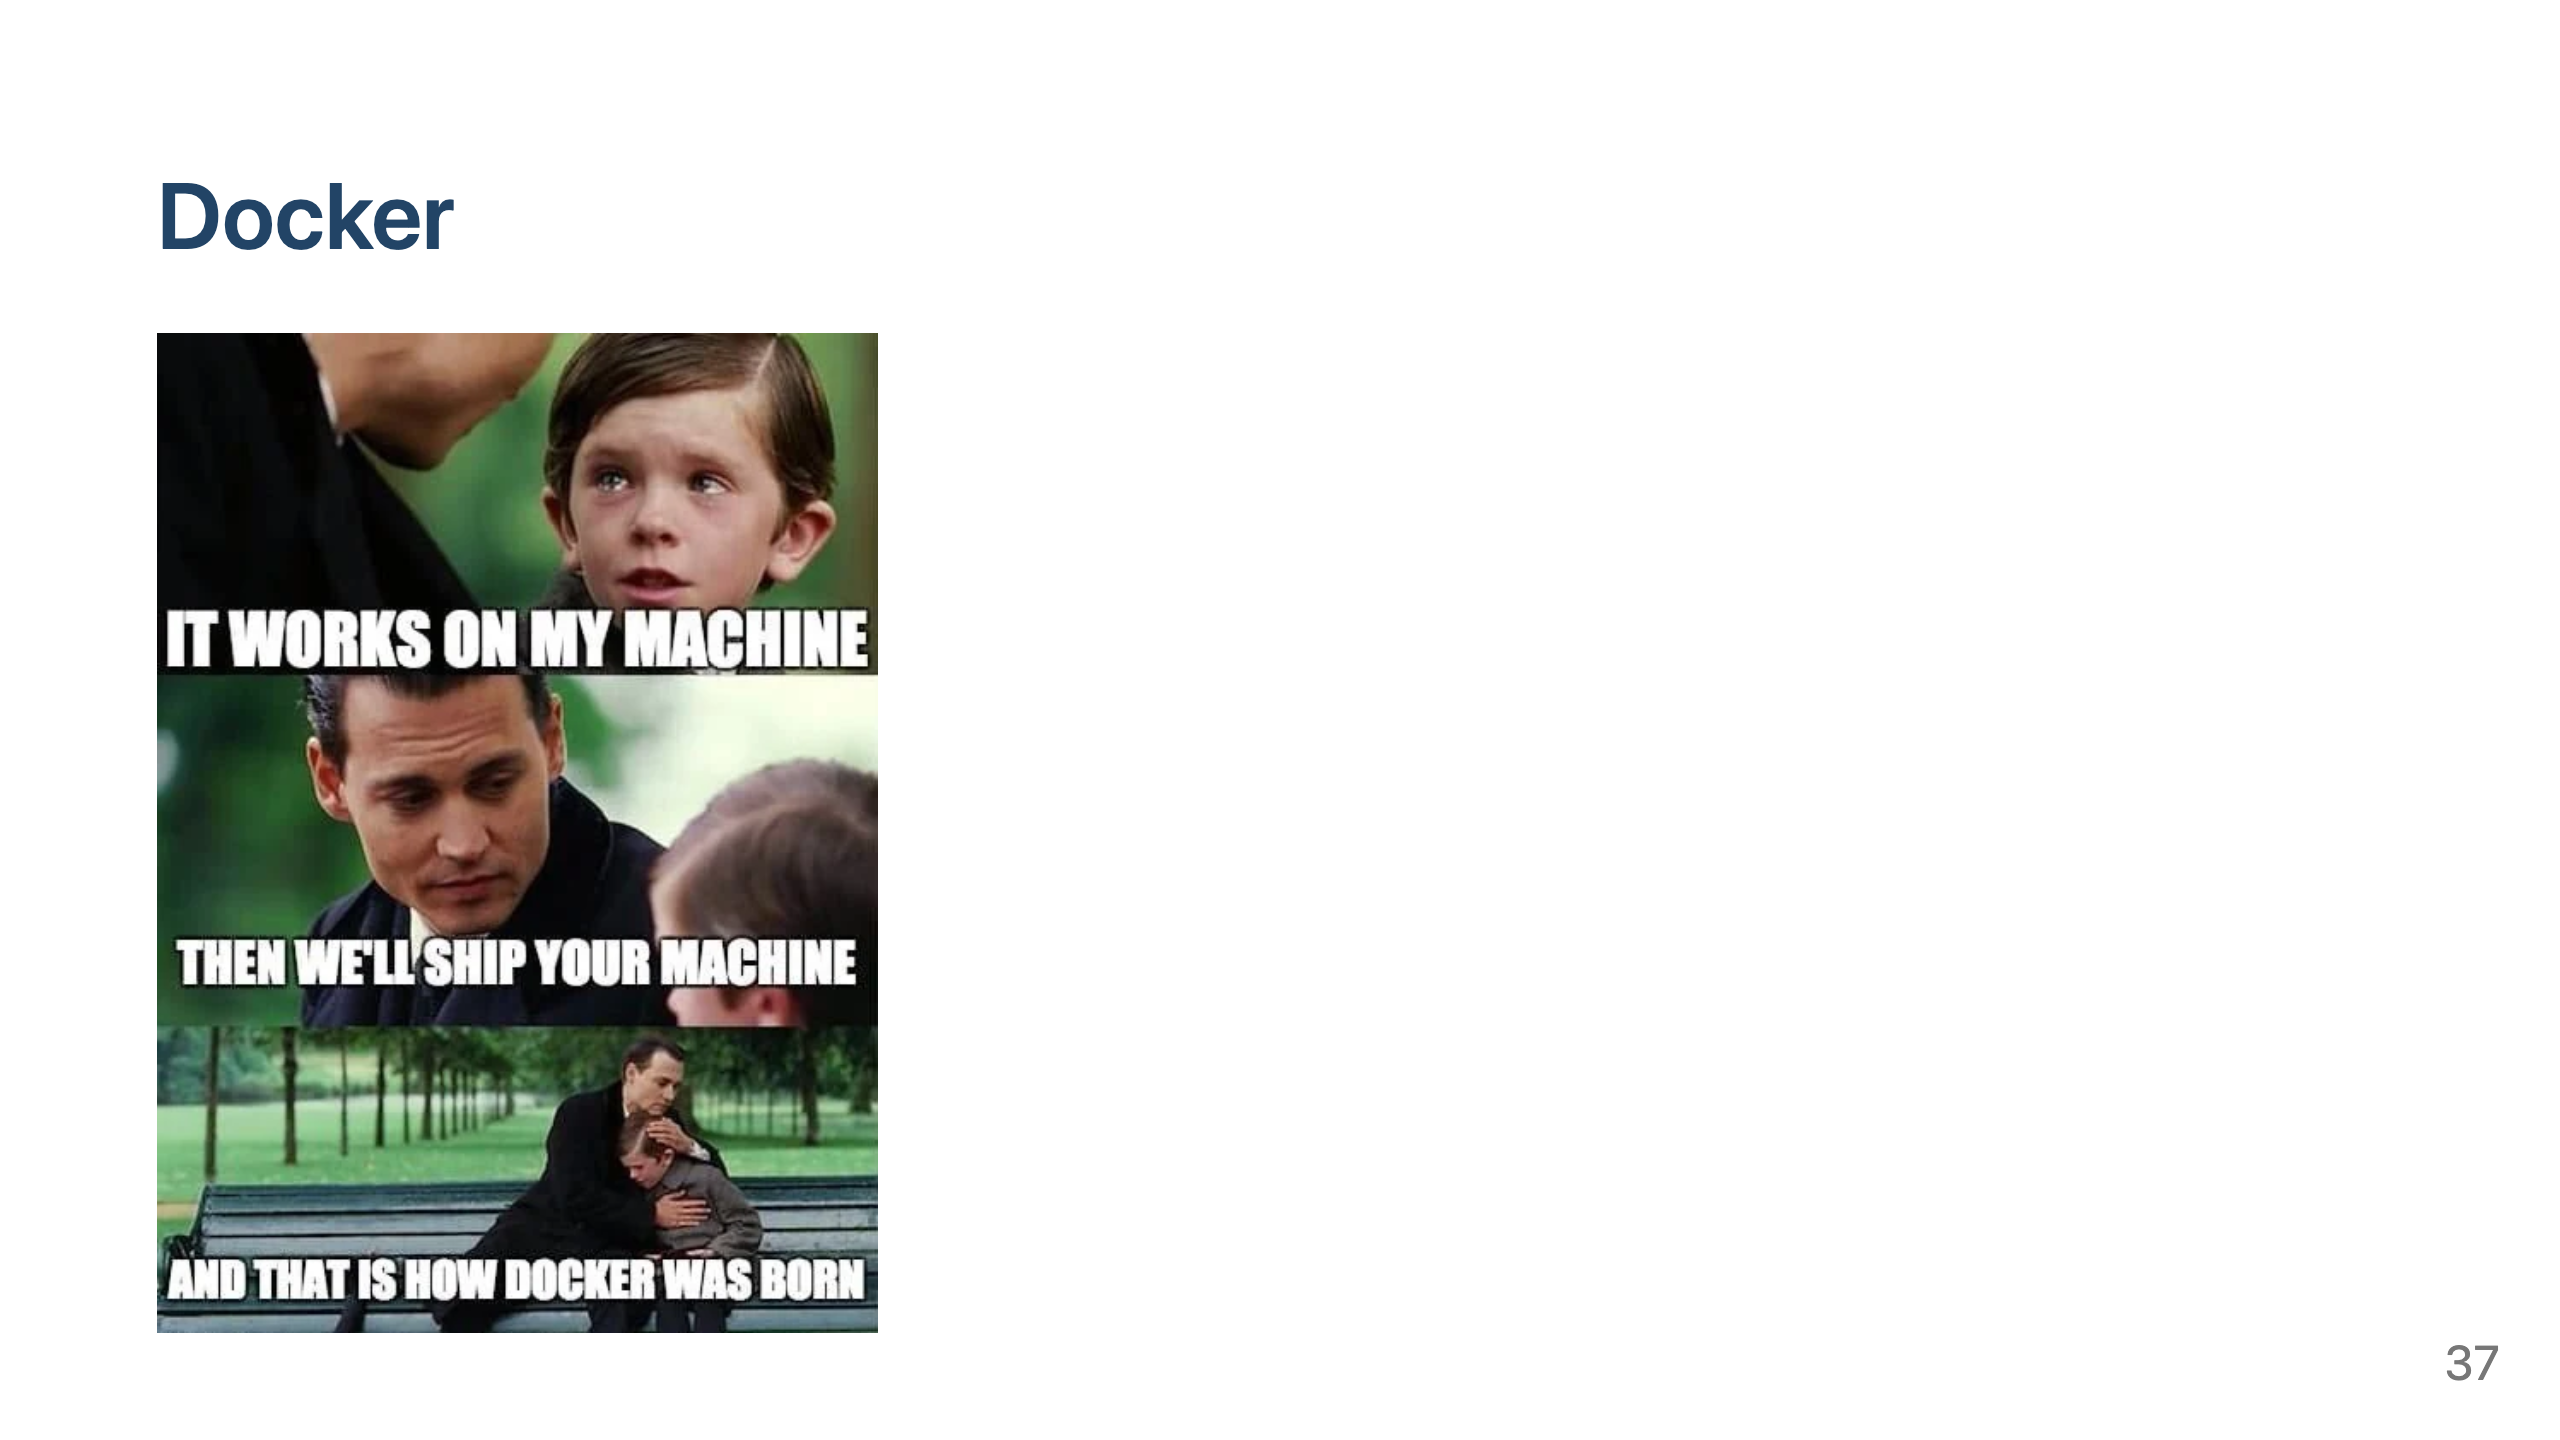 Docker
IT WORKS ON MY MACHINE
THEN WE'LL SHIP YOUR MACHINE
AND THAT IS HOW DOCKER WAS BORN
37